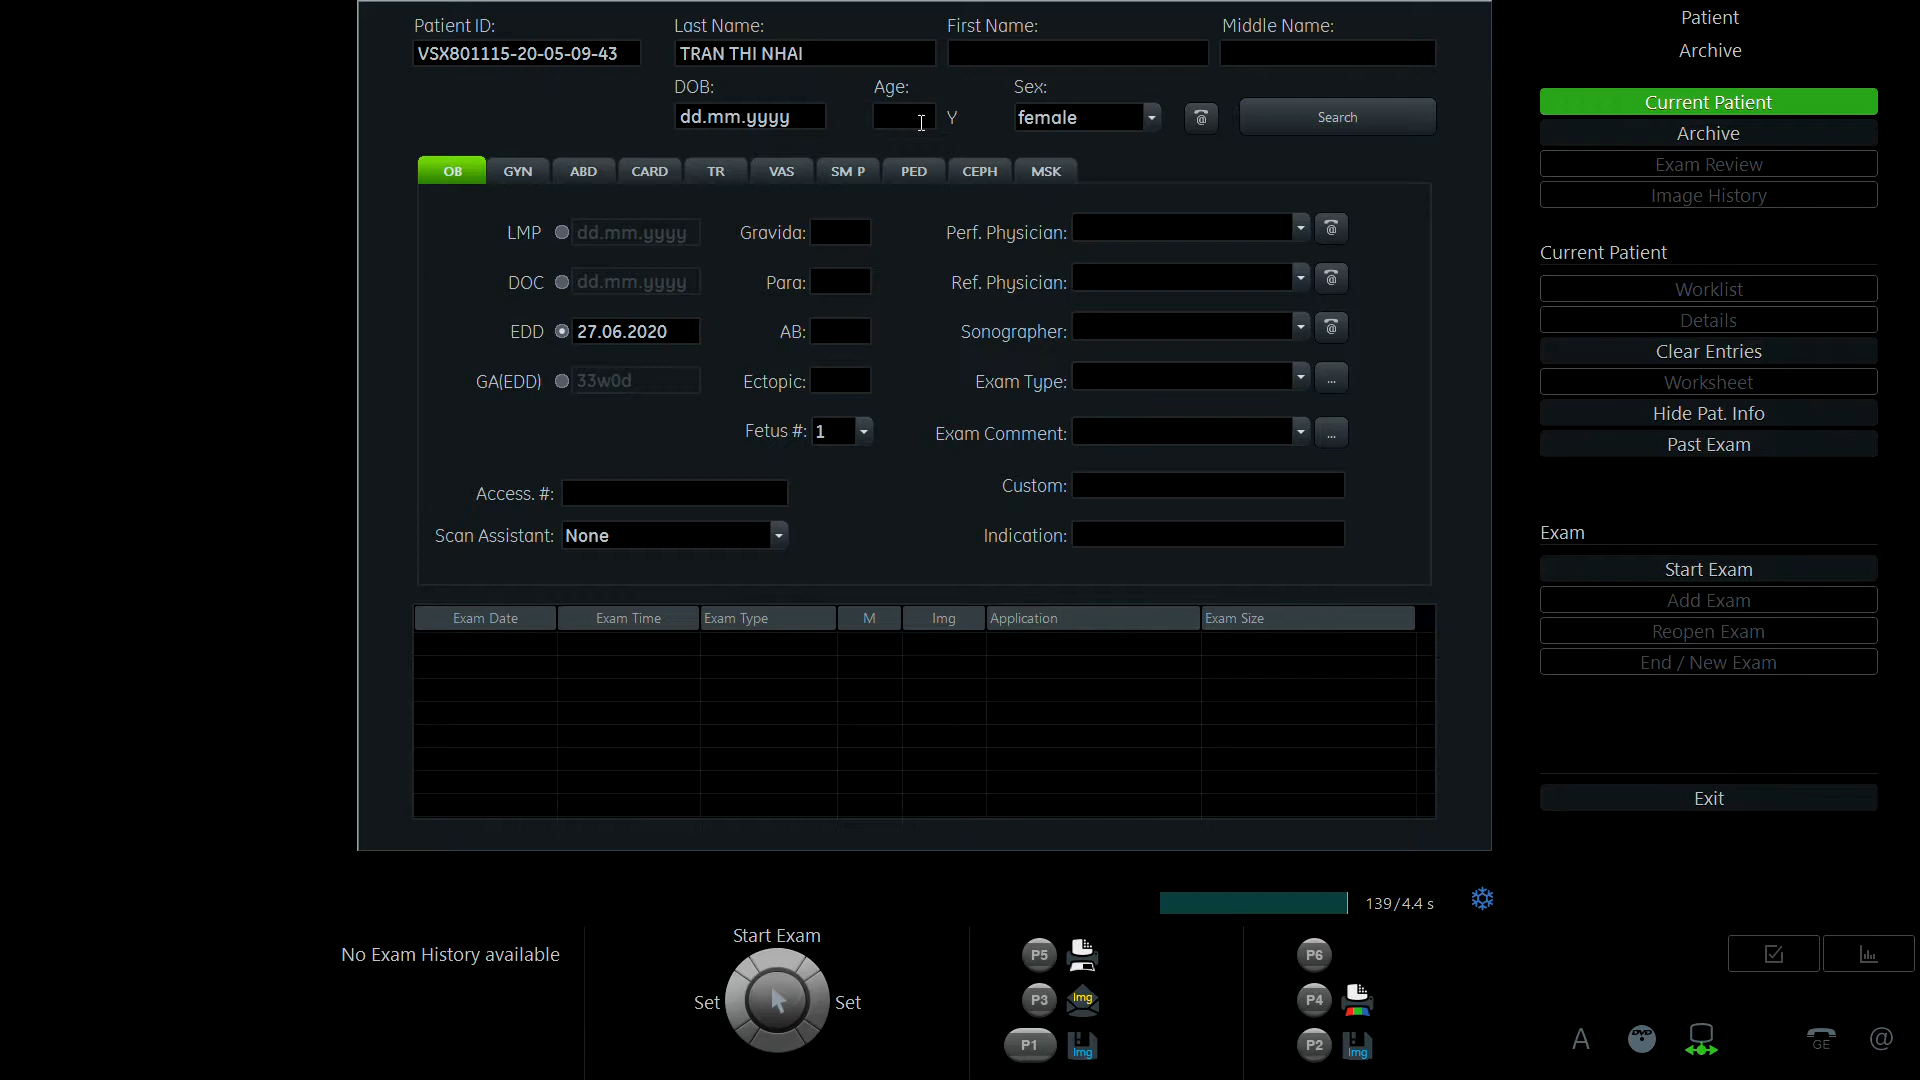 Patient ID: Last Name: First Name: Middle Name:
VSX801115-20-05-09-43 TRAN THI NHAI
DOB: Age: Sex:
dd.mm.yyyy Y female @ Search
OB GYN ABD CARD TR VAS SM P PED CEPH MSK
LMP dd.mm.yyyy Gravida: Perf. Physician: @
DOC dd.mm.yyyy Para: Ref. Physician: @
EDD 27.06.2020 AB: Sonographer: @
GA(EDD) 33w0d Ectopic: Exam Type: ...
Fetus #: 1 Exam Comment: ...
Access. #: Custom:
Scan Assistant: None Indication:
Exam Date Exam Time Exam Type M Img Application Exam Size
139/4.4 s
No Exam History available
Start Exam
Set Set
P5 P6
P3 Img P4
P1 Img P2 Img
Patient
Archive
Current Patient
Archive
Exam Review
Image History
Current Patient
Worklist
Details
Clear Entries
Worksheet
Hide Pat. Info
Past Exam
Exam
Start Exam
Add Exam
Reopen Exam
End / New Exam
Exit
A DVD GE @